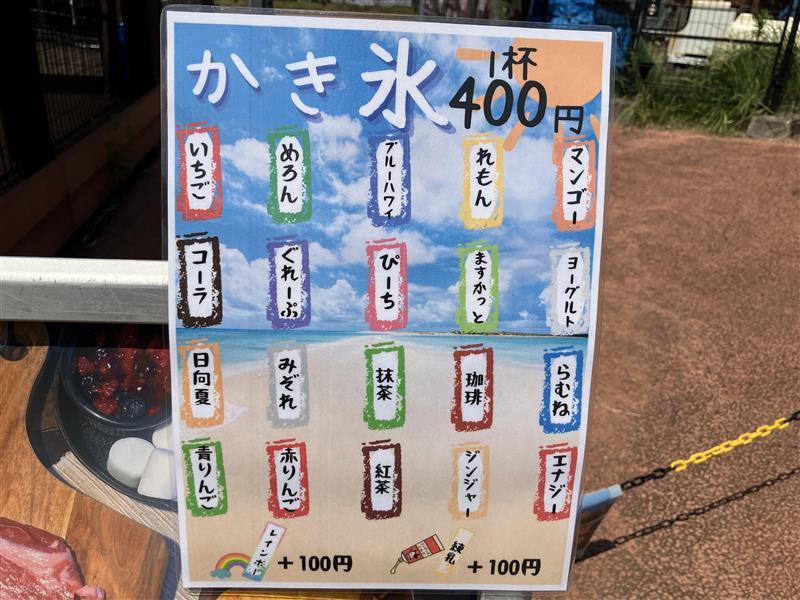 かき氷
1杯
400円
いちご
めろん
ブルーハワイ
れもん
マンゴー
コーラ
ぐれーぷ
ぴーち
ますかっと
ヨーグルト
日向夏
みぞれ
抹茶
珈琲
らむね
青りんご
赤りんご
紅茶
ジンジャー
エナジー
レインボー
+100円
練乳
+100円